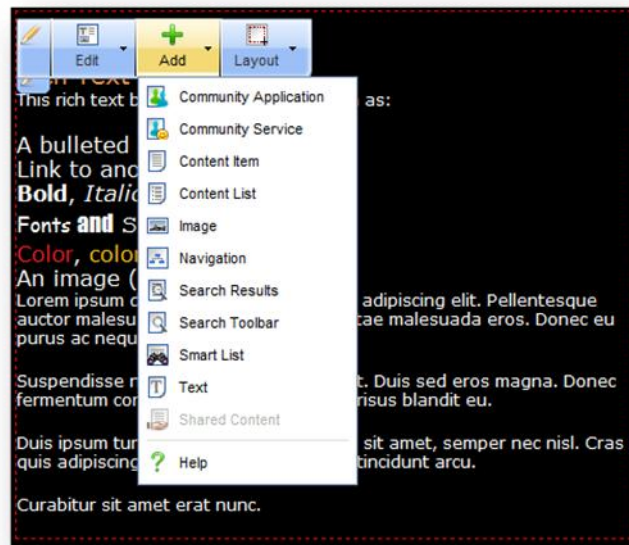 Edit Add Layout
This rich text b as:
Community Application
Community Service
A bulleted
Content Item
Link to and
Content List
Bold, Italic
Image
Fonts and S
Navigation
Color, color
An image (
Search Results
Lorem ipsum adipiscing elit. Pellentesque
Search Toolbar
auctor malesu tae malesuada eros. Donec eu
purus ac nequ
Smart List
Suspendisse t. Duis sed eros magna. Donec
Text
fermentum con risus blandit eu.
Shared Content
Duis ipsum tur sit amet, semper nec nisl. Cras
quis adipiscing tincidunt arcu.
Help
Curabitur sit amet erat nunc.